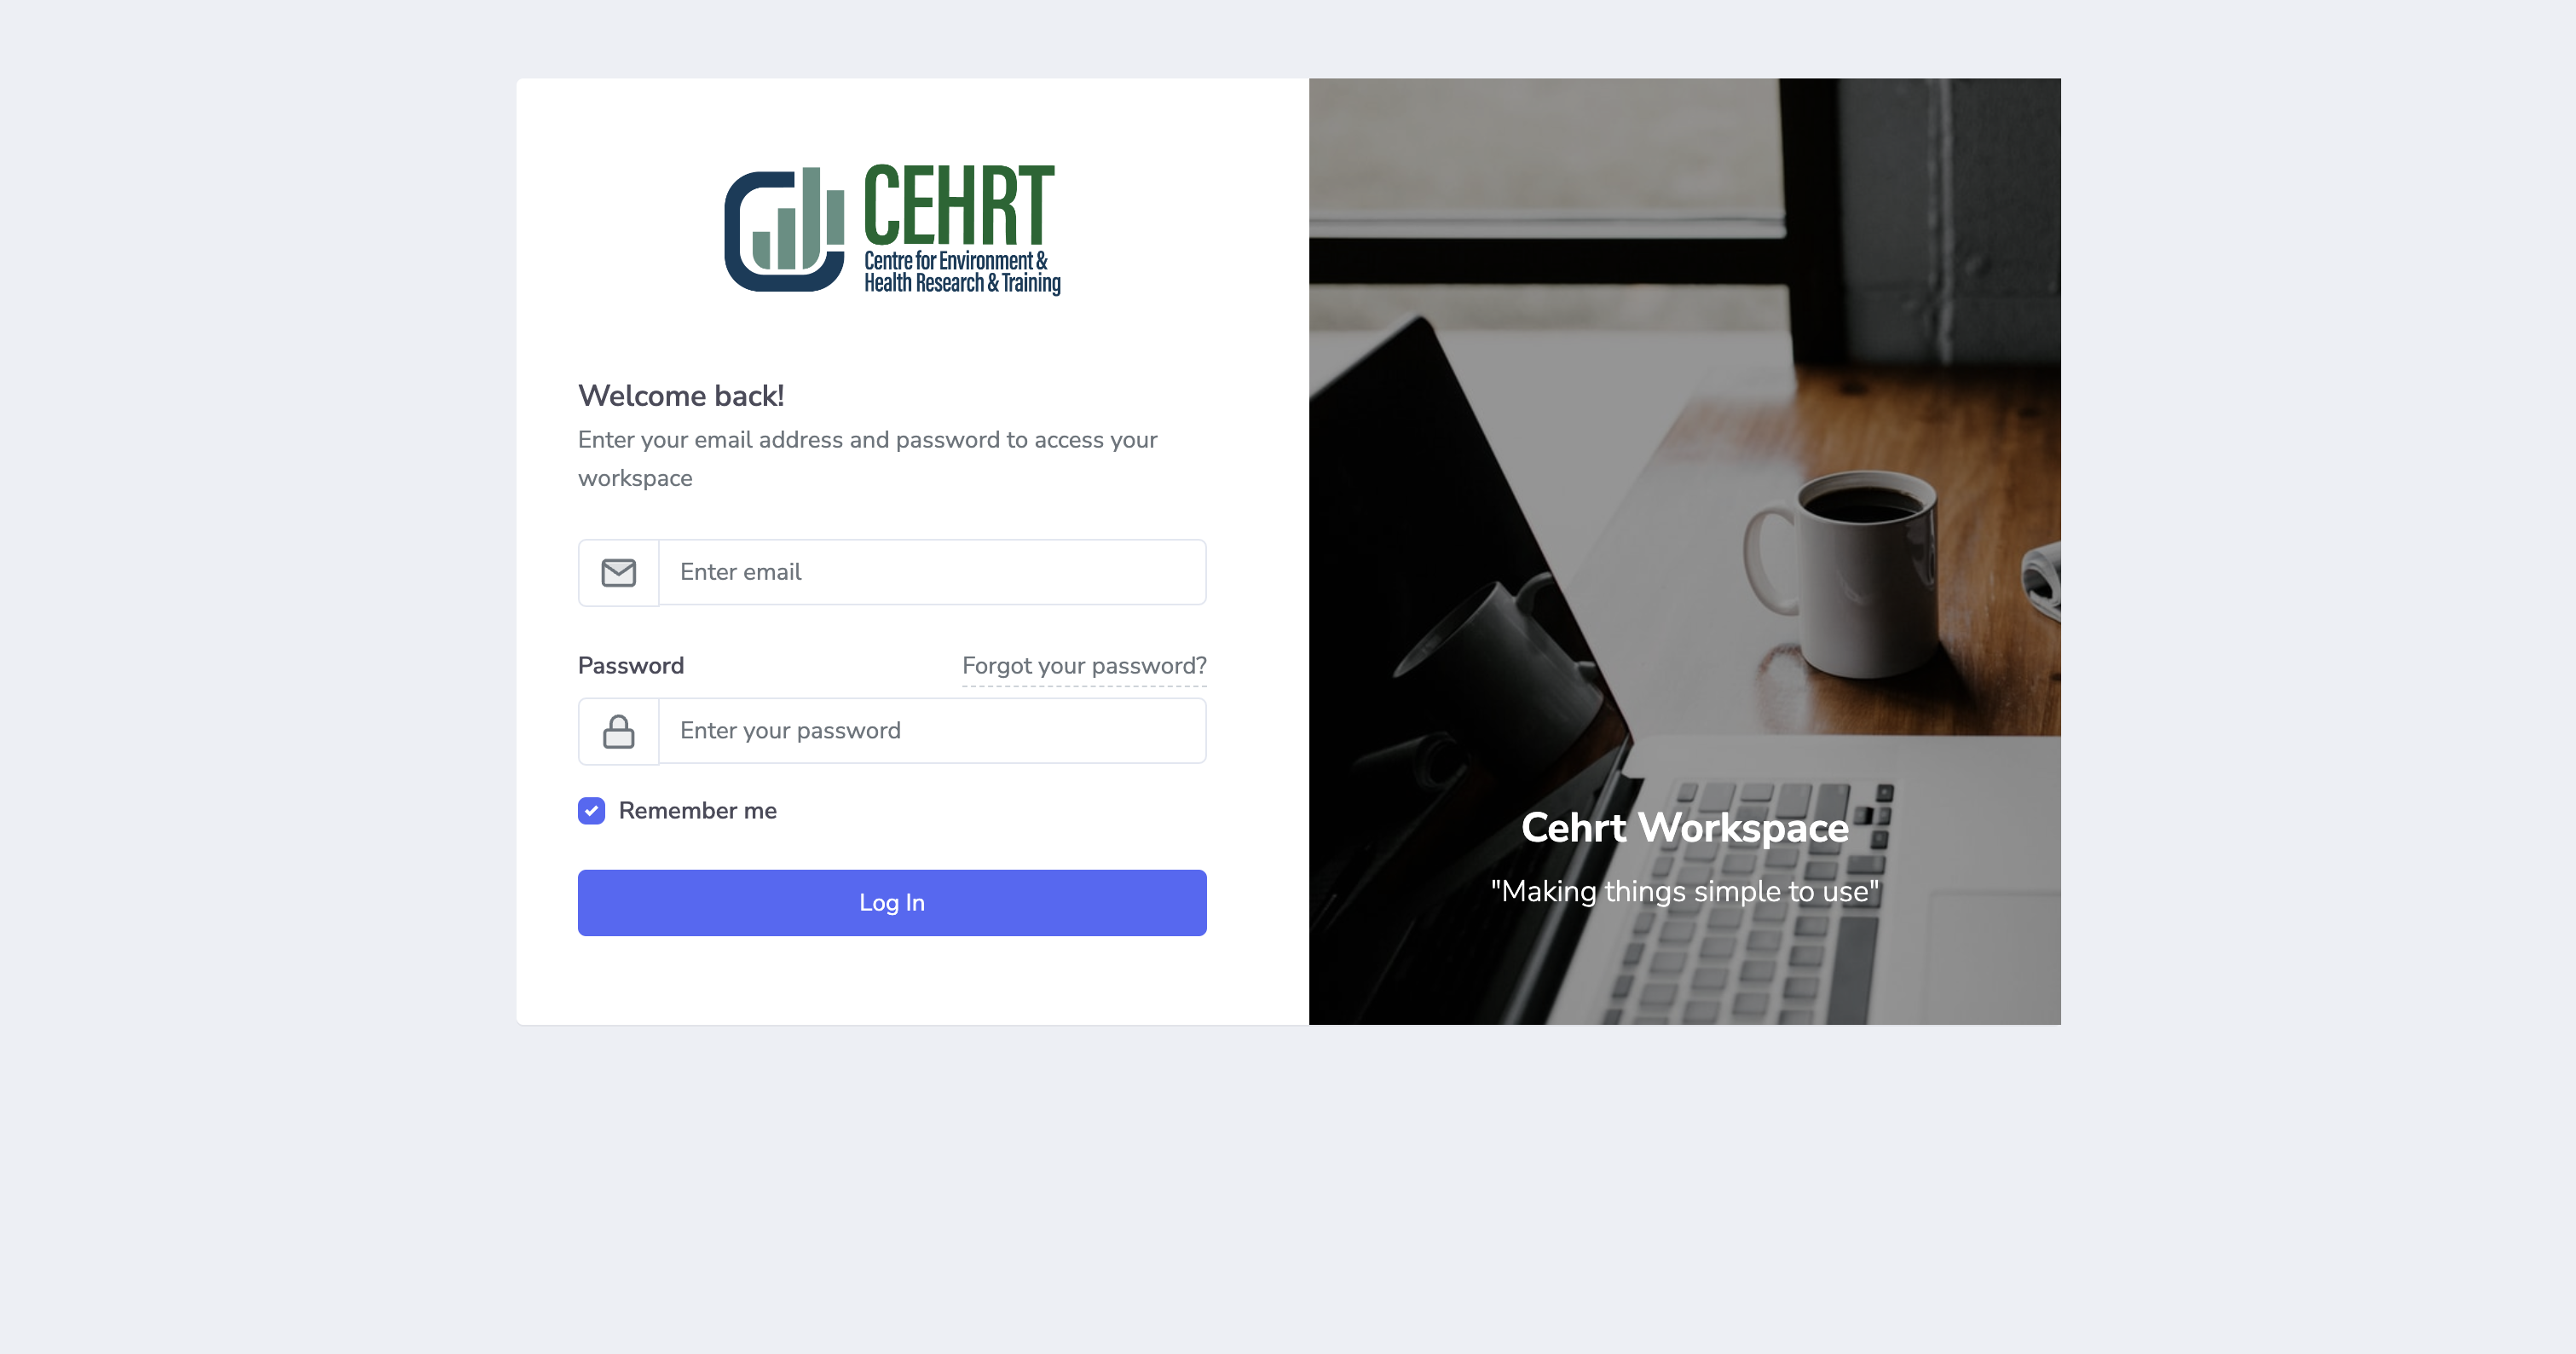 CEHRT
Centre for Environment &
Health Research & Training
Welcome back!
Enter your email address and password to access your
workspace
Enter email
Password
Forgot your password?
Enter your password
Remember me
Log In
Cehrt Workspace
"Making things simple to use"